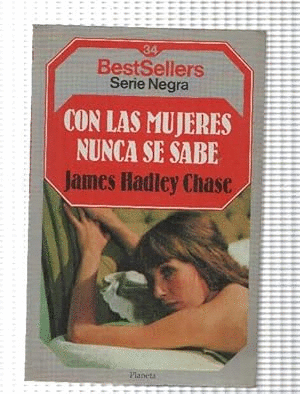 34
BestSellers
Serie Negra
CON LAS MUJERES
NUNCA SE SABE
James Hadley Chase
Planeta